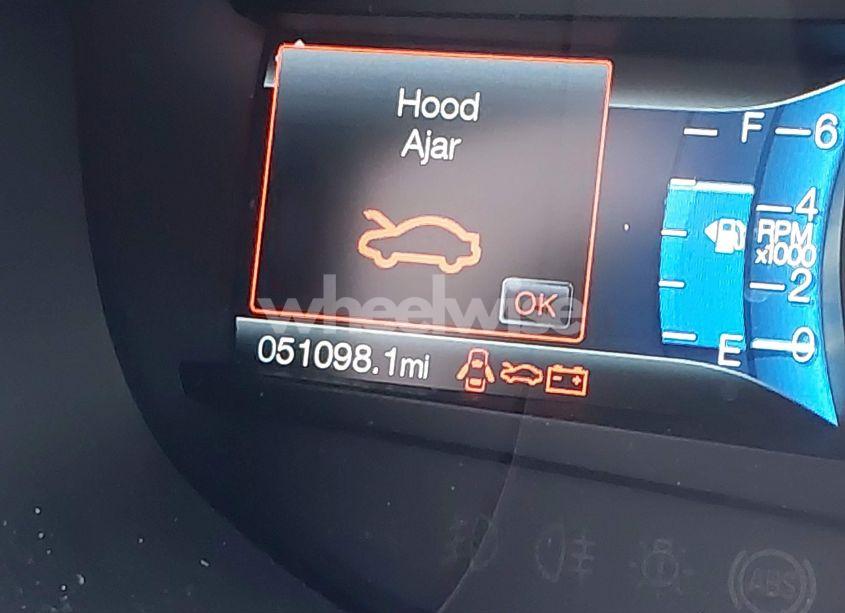 Hood
Ajar
OK
wheelwise
051098.1mi
F
E
6
4
RPM
x1000
2
0
ABS